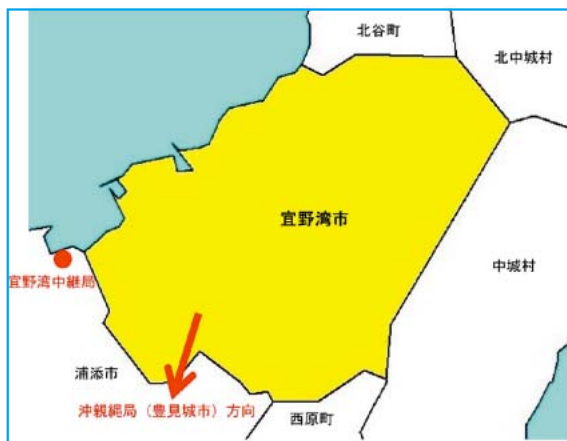 北谷町
北中城村
宜野湾市
中城村
宜野湾中継局
浦添市
沖親縄局（豊見城市）方向
西原町